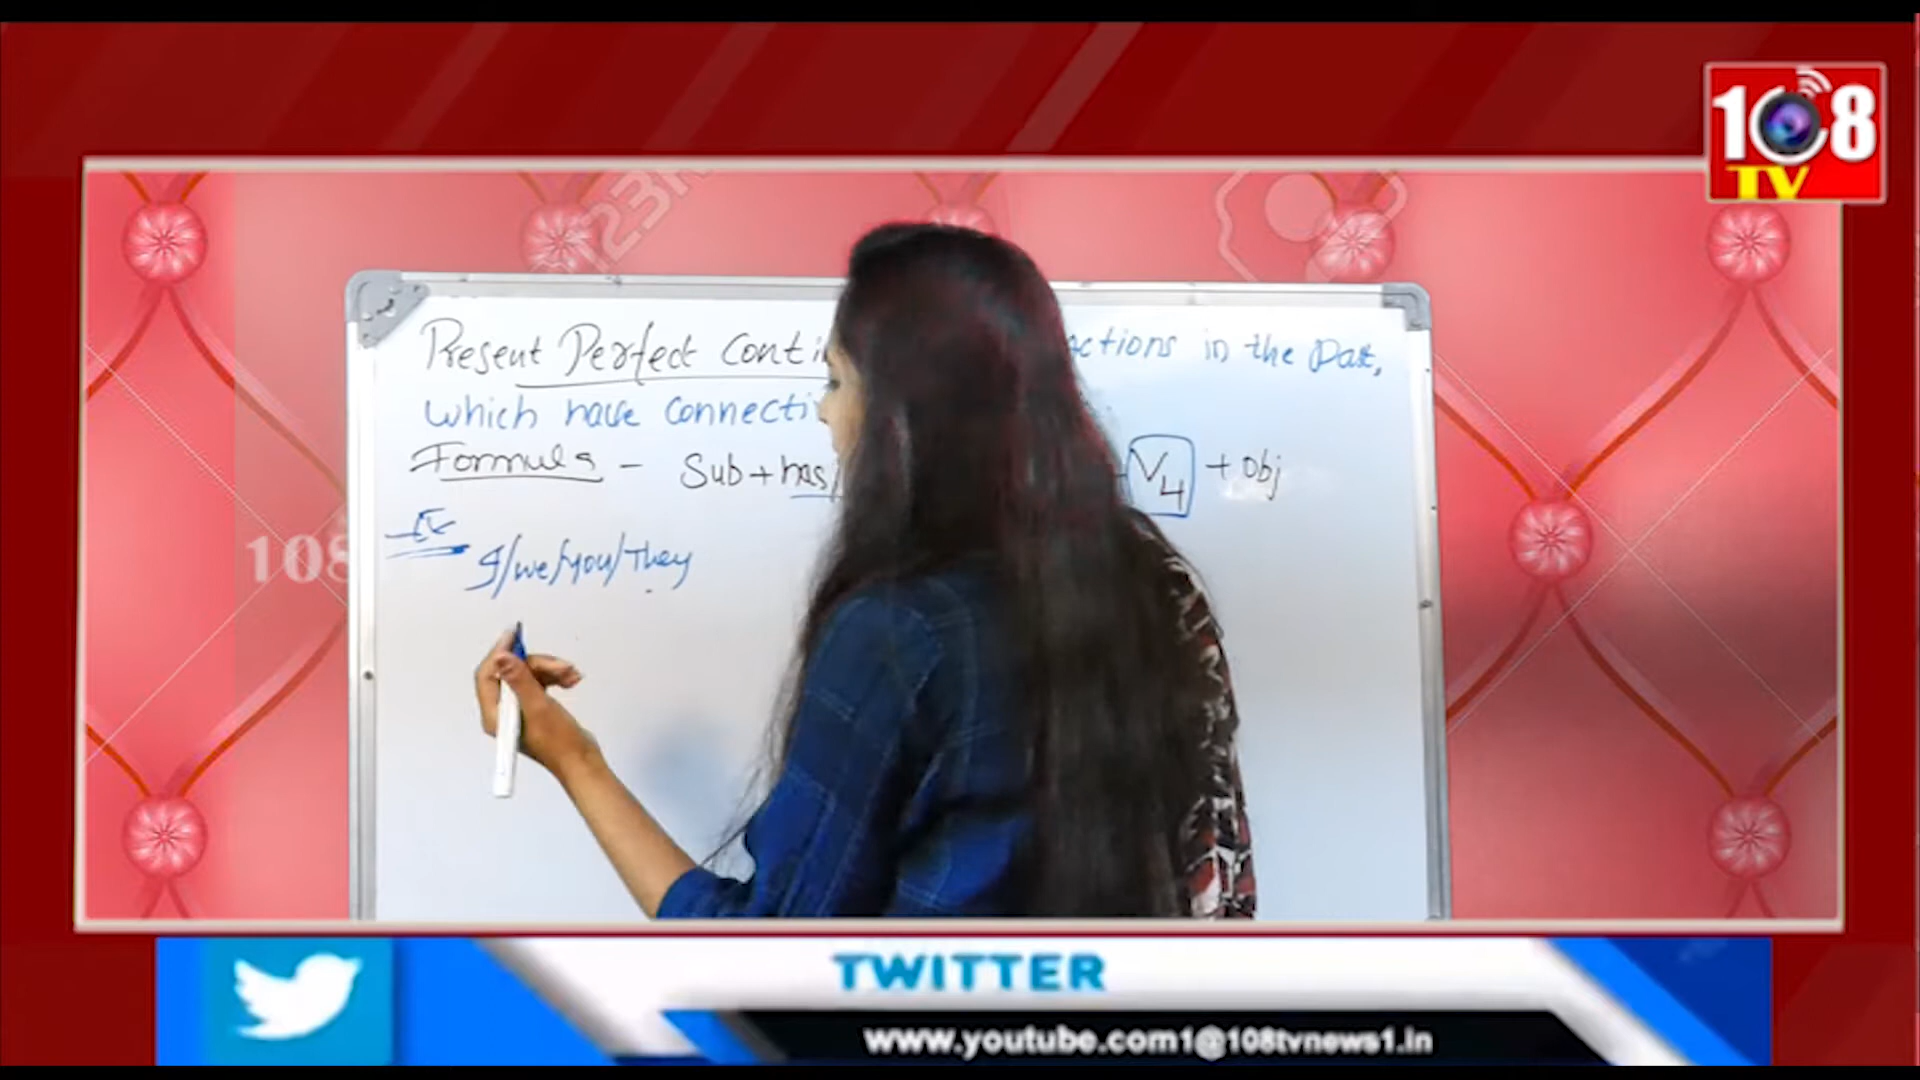 108
TV
123R
Present Perfect Conti actions in the Past,
which have connecti
Formula - Sub + has/ V4 + obj
Ex
I/we/you/They
108
TWITTER
www.youtube.com1@108tvnews1.in